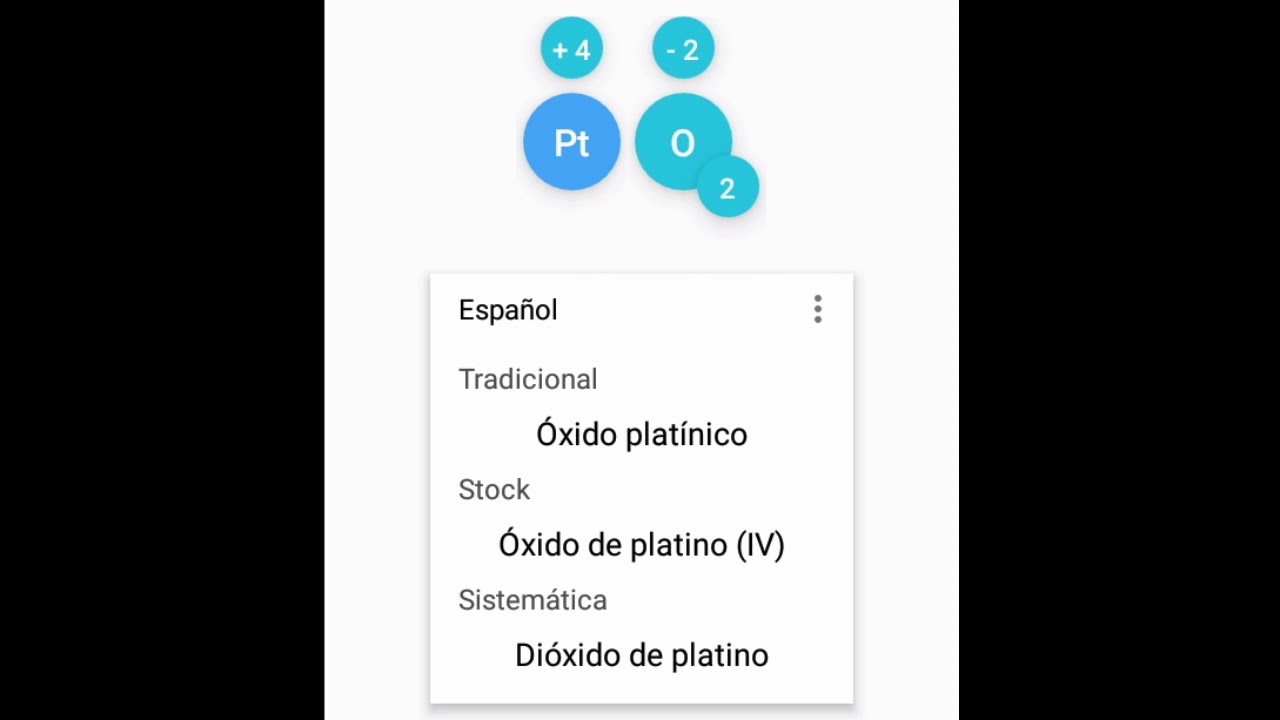 + 4 - 2
Pt O
2
Español
Tradicional
Óxido platínico
Stock
Óxido de platino (IV)
Sistemática
Dióxido de platino